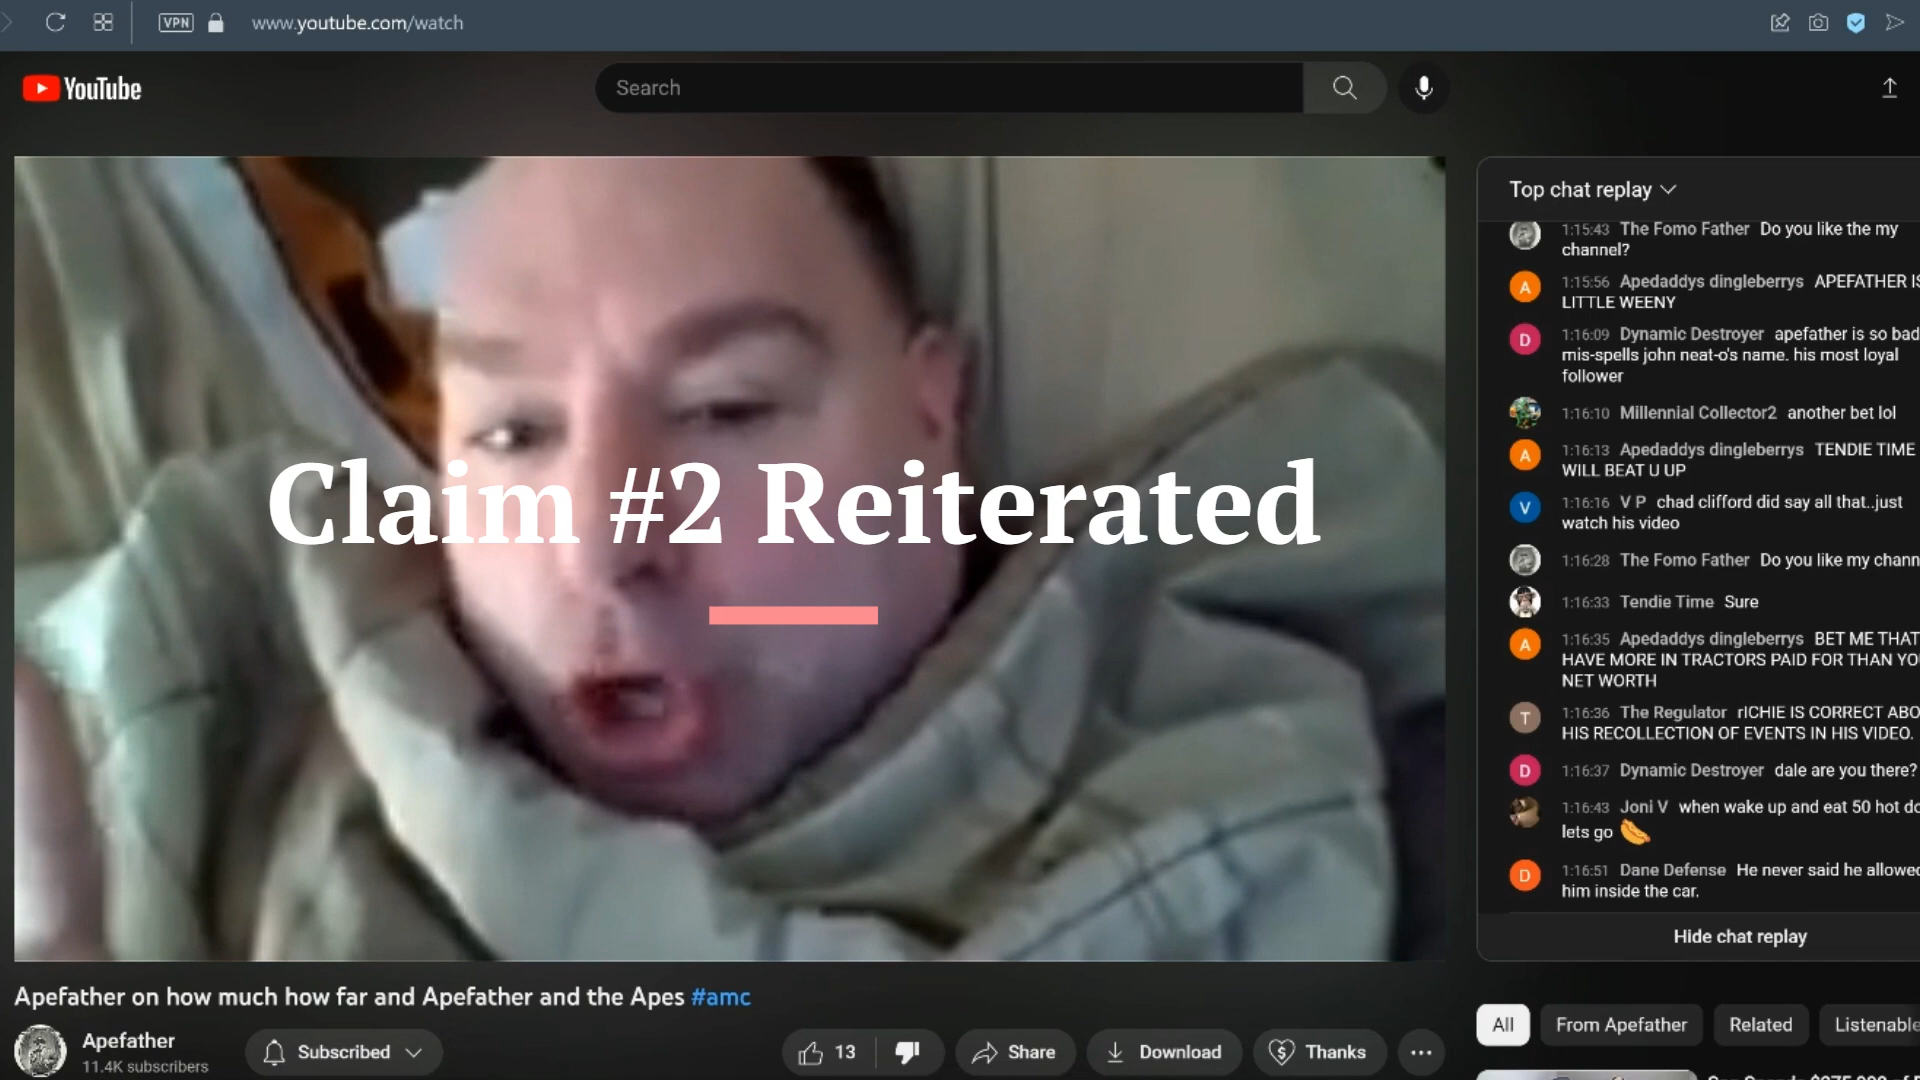 VPN
www.youtube.com/watch
YouTube
Search
Top chat replay
1:15:43 The Fomo Father Do you like the my
channel?
1:15:56 Apedaddys dingleberrys APEFATHER IS
LITTLE WEENY
1:16:09 Dynamic Destroyer apefather is so bad
mis-spells john neat-o's name. his most loyal
follower
1:16:10 Millennial Collector2 another bet lol
1:16:13 Apedaddys dingleberrys TENDIE TIME
WILL BEAT U UP
1:16:16 V P chad clifford did say all that..just
watch his video
1:16:28 The Fomo Father Do you like my chann
1:16:33 Tendie Time Sure
1:16:35 Apedaddys dingleberrys BET ME THAT
HAVE MORE IN TRACTORS PAID FOR THAN YO
NET WORTH
1:16:36 The Regulator rICHIE IS CORRECT ABO
HIS RECOLLECTION OF EVENTS IN HIS VIDEO.
1:16:37 Dynamic Destroyer dale are you there?
1:16:43 Joni V when wake up and eat 50 hot do
lets go
1:16:51 Dane Defense He never said he allowed
him inside the car.
Hide chat replay
Claim #2 Reiterated
Apefather on how much how far and Apefather and the Apes #amc
Apefather
11.4K subscribers
Subscribed
13
Share
Download
Thanks
All
From Apefather
Related
Listenable